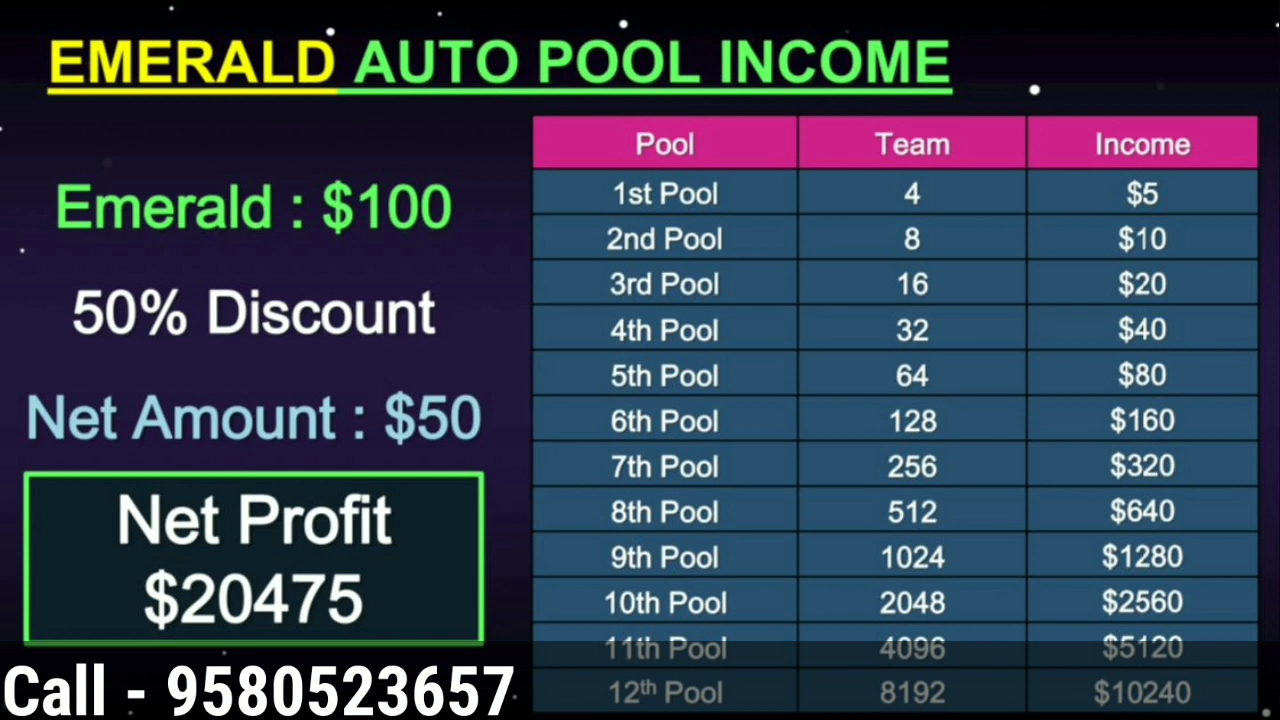 EMERALD AUTO POOL INCOME
Emerald : $100
50% Discount
Net Amount : $50
Net Profit
$20475
Pool Team Income
1st Pool 4 $5
2nd Pool 8 $10
3rd Pool 16 $20
4th Pool 32 $40
5th Pool 64 $80
6th Pool 128 $160
7th Pool 256 $320
8th Pool 512 $640
9th Pool 1024 $1280
10th Pool 2048 $2560
11th Pool 4096 $5120
12th Pool 8192 $10240
Call - 9580523657